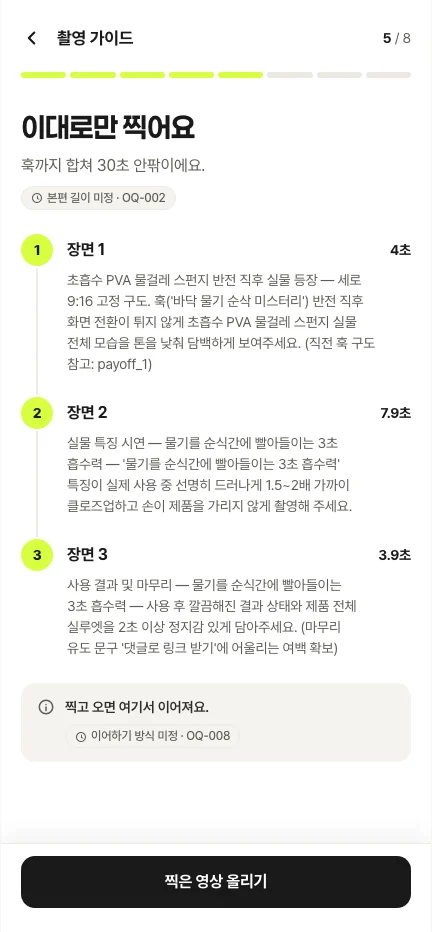 촬영 가이드
5 / 8
이대로만 찍어요
훅까지 합쳐 30초 안팎이에요.
본편 길이 미정 · OQ-002
1
장면 1
4초
초흡수 PVA 물걸레 스펀지 반전 직후 실물 등장 — 세로
9:16 고정 구도. 훅('바닥 물기 순삭 미스터리') 반전 직후
화면 전환이 튀지 않게 초흡수 PVA 물걸레 스펀지 실물
전체 모습을 톤을 낮춰 담백하게 보여주세요. (직전 훅 구도
참고: payoff_1)
2
장면 2
7.9초
실물 특징 시연 — 물기를 순식간에 빨아들이는 3초
흡수력 — '물기를 순식간에 빨아들이는 3초 흡수력'
특징이 실제 사용 중 선명히 드러나게 1.5~2배 가까이
클로즈업하고 손이 제품을 가리지 않게 촬영해 주세요.
3
장면 3
3.9초
사용 결과 및 마무리 — 물기를 순식간에 빨아들이는
3초 흡수력 — 사용 후 깔끔해진 결과 상태와 제품 전체
실루엣을 2초 이상 정지감 있게 담아주세요. (마무리
유도 문구 '댓글로 링크 받기'에 어울리는 여백 확보)
찍고 오면 여기서 이어져요.
이어하기 방식 미정 · OQ-008
찍은 영상 올리기